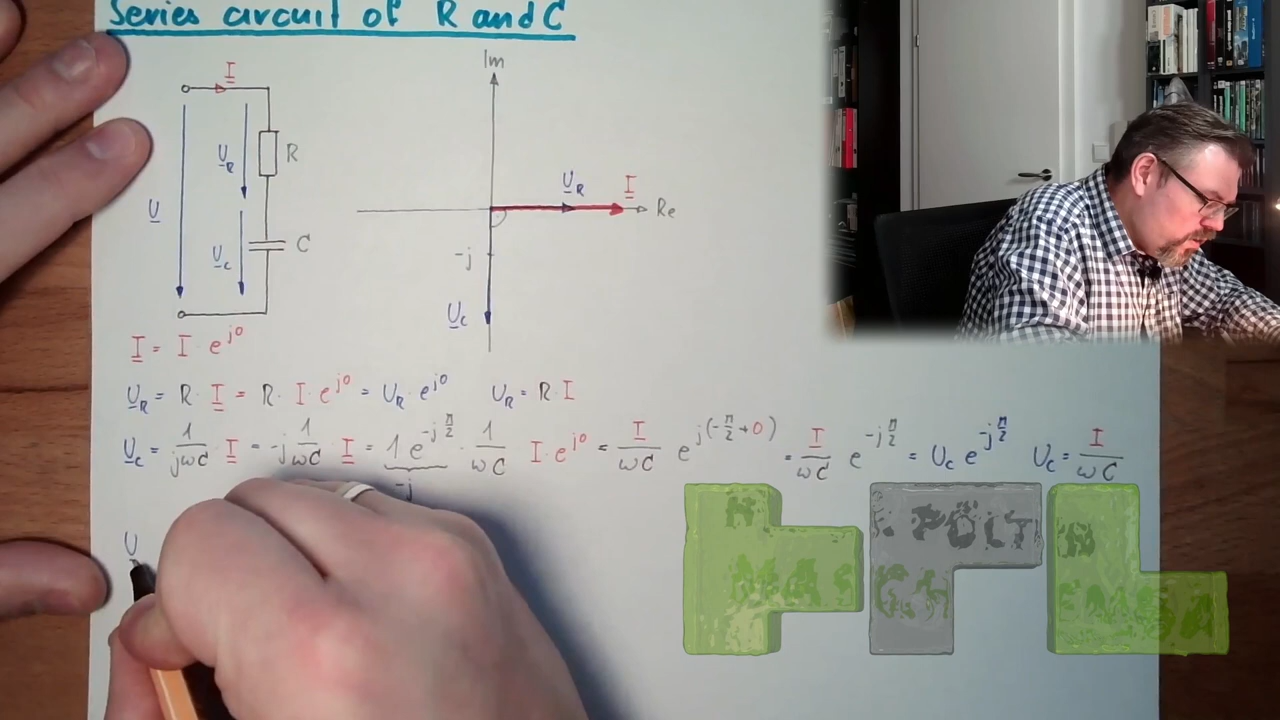 Series circuit of R and C
Im
I
U_R
R
U
U_C
C
U_R
I
Re
-j
U_C
I = I · e^{j0}
U_R = R · I = R · I · e^{j0} = U_R · e^{j0} U_R = R · I
U_C = 1/jωC · I = -j 1/ωC · I = 1 e^{-j π/2} · 1/ωC I · e^{j0} = I/ωC e^{j(-π/2+0)} = I/ωC e^{-j π/2} = U_C e^{-j π/2} U_C = I/ωC
-j
U
PÖLT